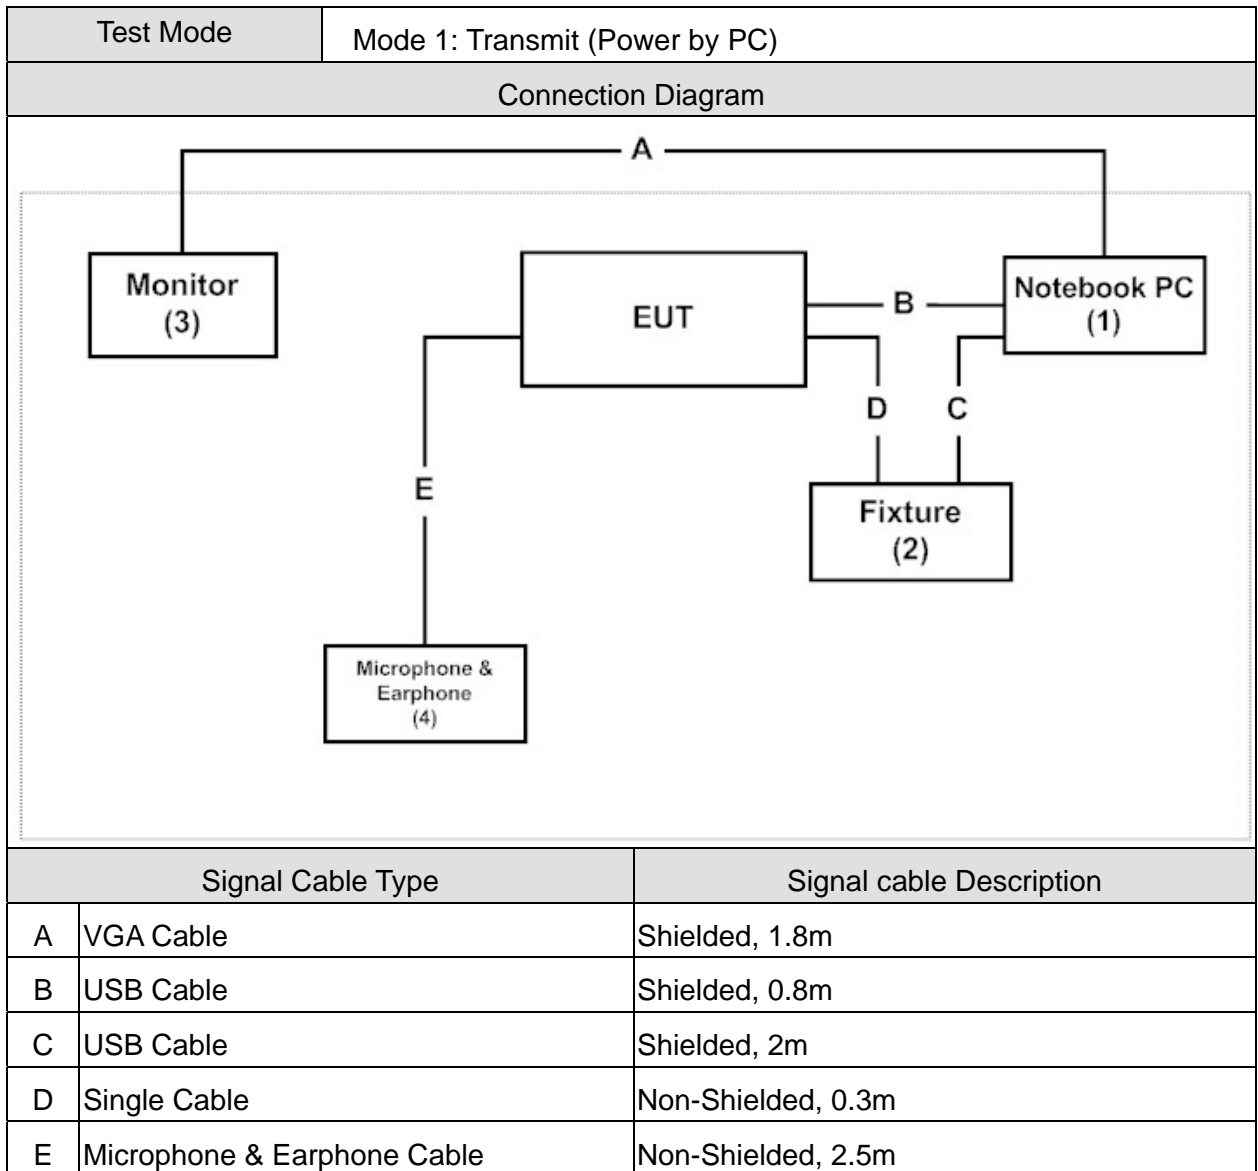 Test Mode
Mode 1: Transmit (Power by PC)
Connection Diagram
A
Monitor
(3)
EUT
B
Notebook PC
(1)
D
C
E
Fixture
(2)
Microphone &
Earphone
(4)
Signal Cable Type
Signal cable Description
A
VGA Cable
Shielded, 1.8m
B
USB Cable
Shielded, 0.8m
C
USB Cable
Shielded, 2m
D
Single Cable
Non-Shielded, 0.3m
E
Microphone & Earphone Cable
Non-Shielded, 2.5m